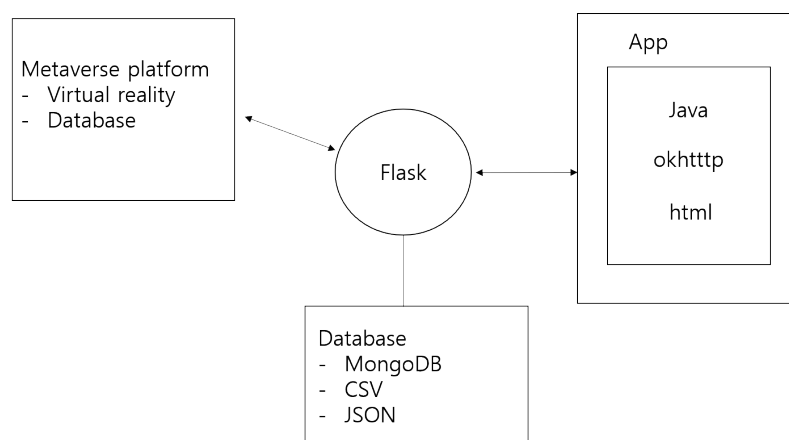 Metaverse platform
- Virtual reality
- Database
Flask
App
Java
okhtttp
html
Database
- MongoDB
- CSV
- JSON